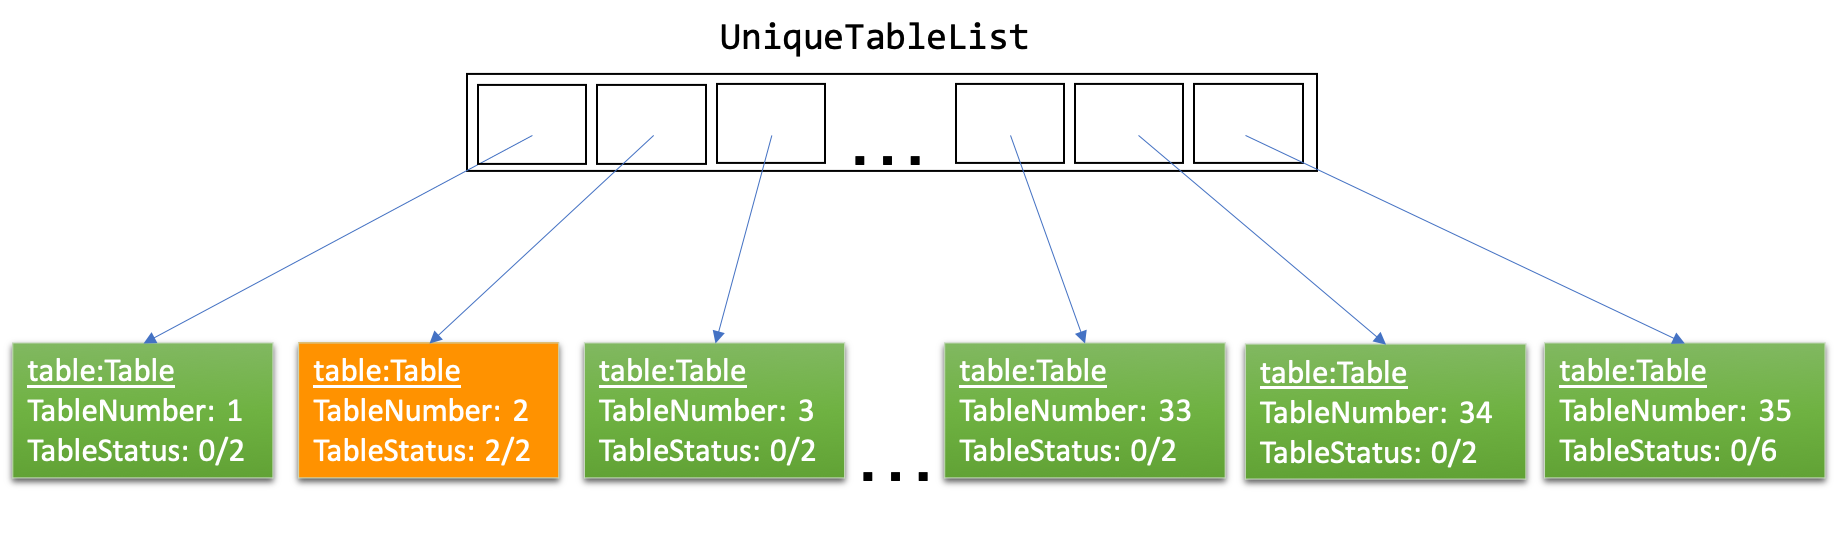 UniqueTableList
...
table:Table
TableNumber: 1
TableStatus: 0/2
table:Table
TableNumber: 2
TableStatus: 2/2
table:Table
TableNumber: 3
TableStatus: 0/2
...
table:Table
TableNumber: 33
TableStatus: 0/2
table:Table
TableNumber: 34
TableStatus: 0/2
table:Table
TableNumber: 35
TableStatus: 0/6